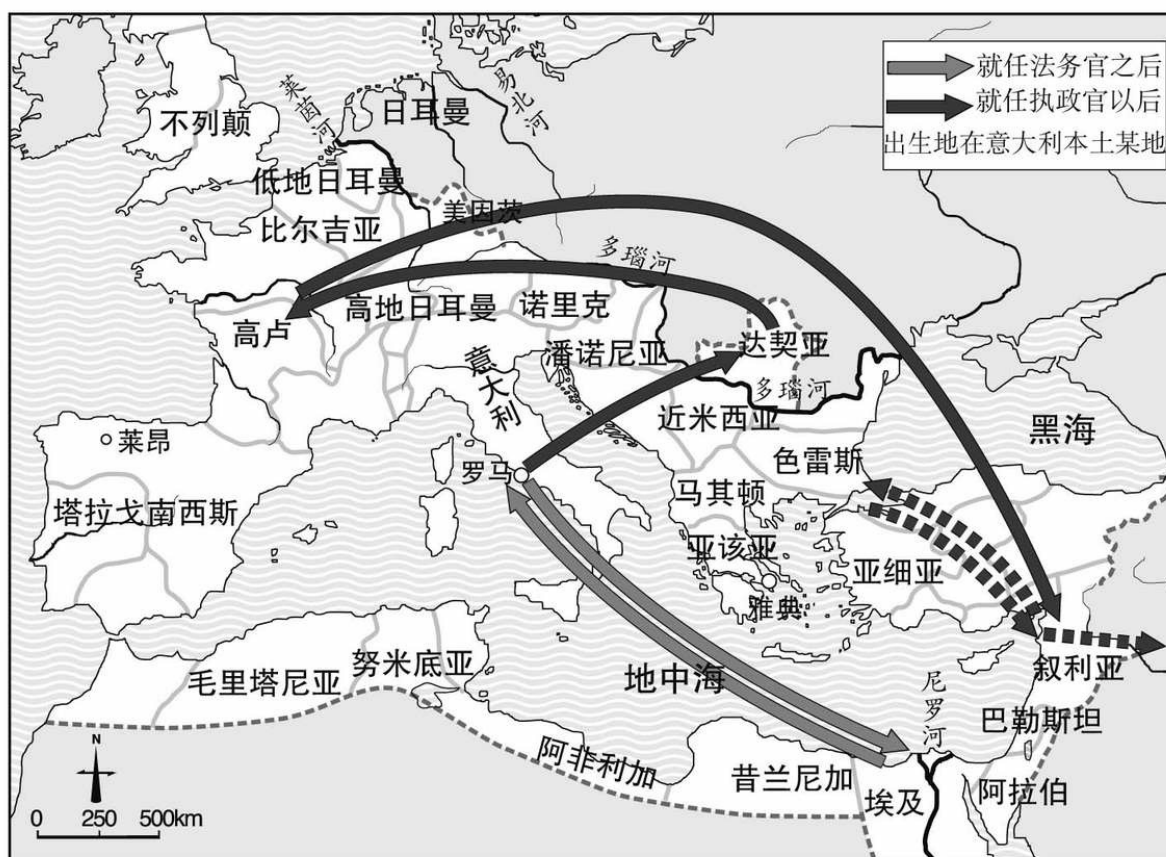 就任法务官之后
就任执政官以后
出生地在意大利本土某地
不列颠
莱茵河
日耳曼
易北河
低地日耳曼
美因茨
比尔吉亚
多瑙河
高卢
高地日耳曼
诺里克
潘诺尼亚
达契亚
意大利
多瑙河
近米西亚
黑海
莱昂
罗马
色雷斯
塔拉戈南西斯
马其顿
亚该亚
亚细亚
雅典
毛里塔尼亚
努米底亚
地中海
尼罗河
叙利亚
巴勒斯坦
阿非利加
昔兰尼加
埃及
阿拉伯
N
0 250 500km